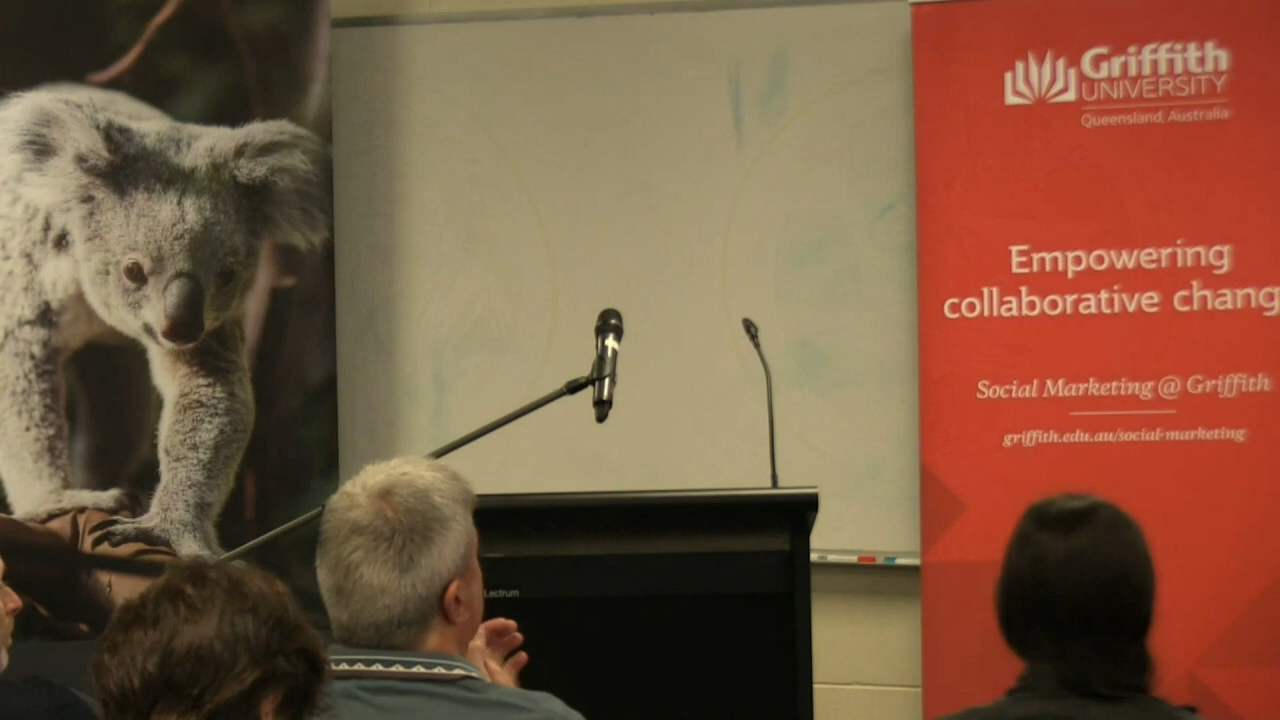 Griffith
UNIVERSITY
Queensland, Australia
Empowering
collaborative chang
Social Marketing @ Griffith
griffith.edu.au/social-marketing
Lectrum